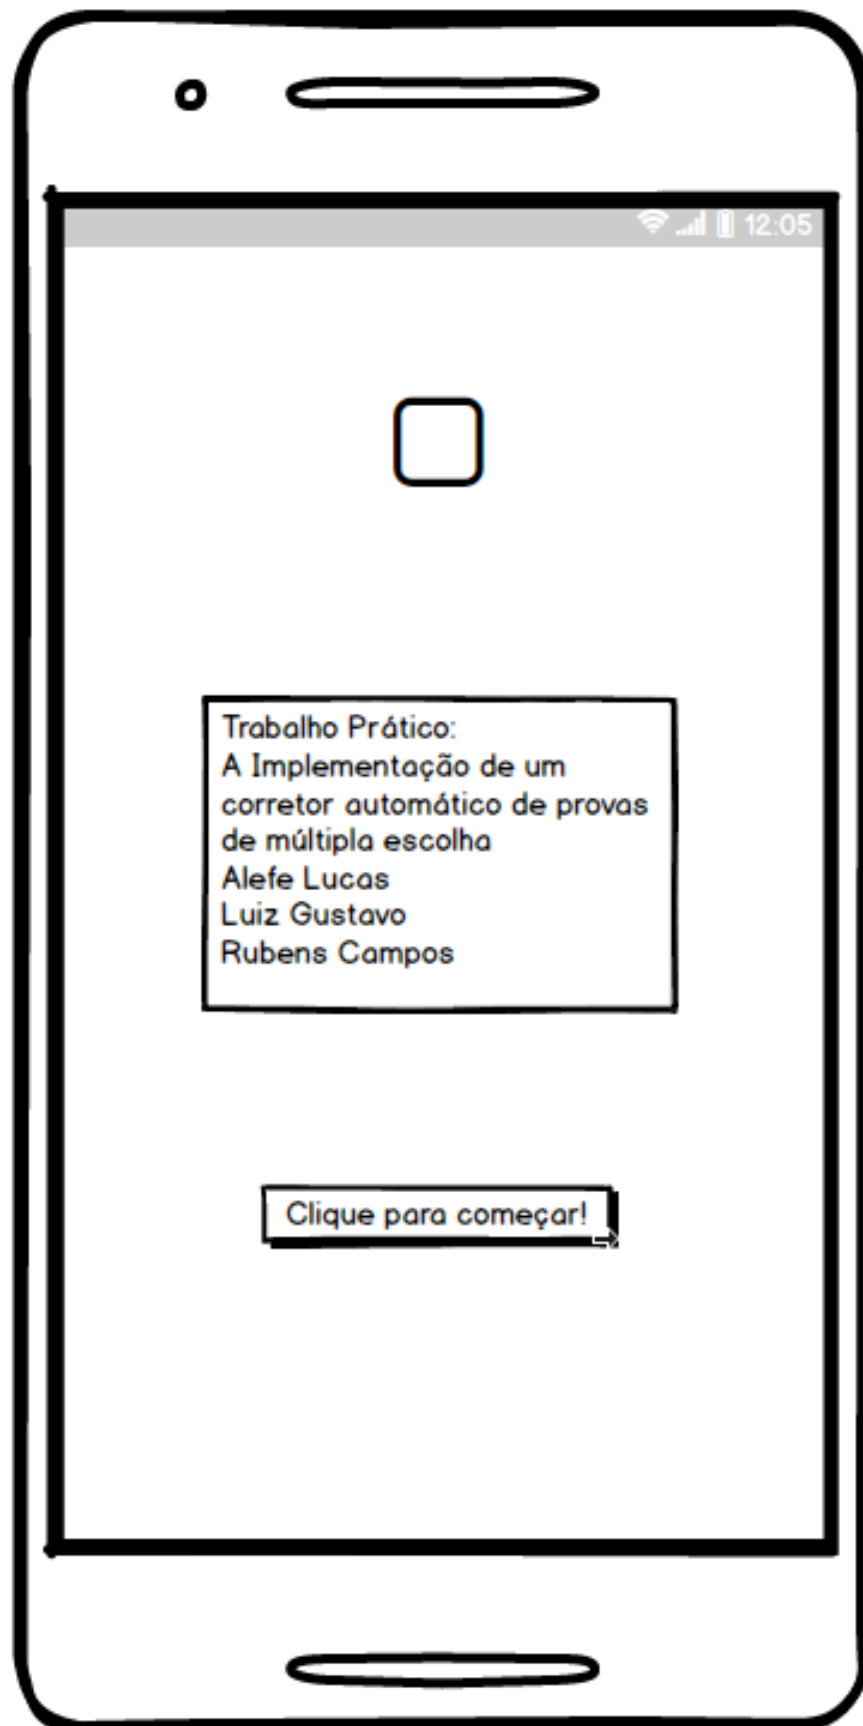 12:05
Trabalho Prático:
A Implementação de um
corretor automático de provas
de múltipla escolha
Alefe Lucas
Luiz Gustavo
Rubens Campos
Clique para começar!